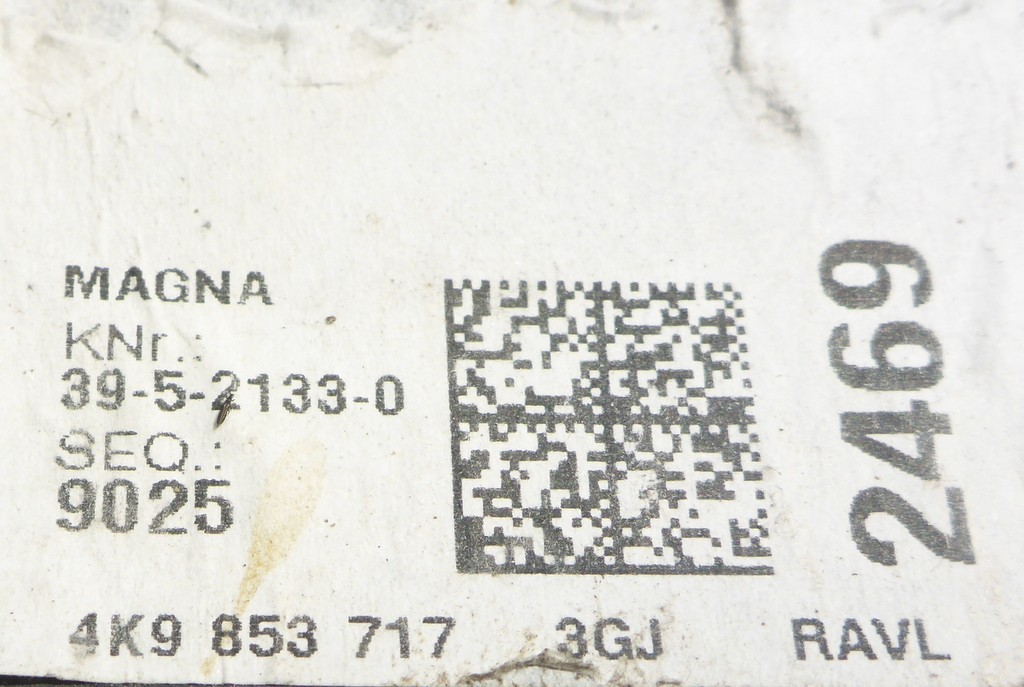 MAGNA
KNr.:
39-5-2133-0
SEQ.:
9025
4K9 853 717 3GJ RAVL
2469